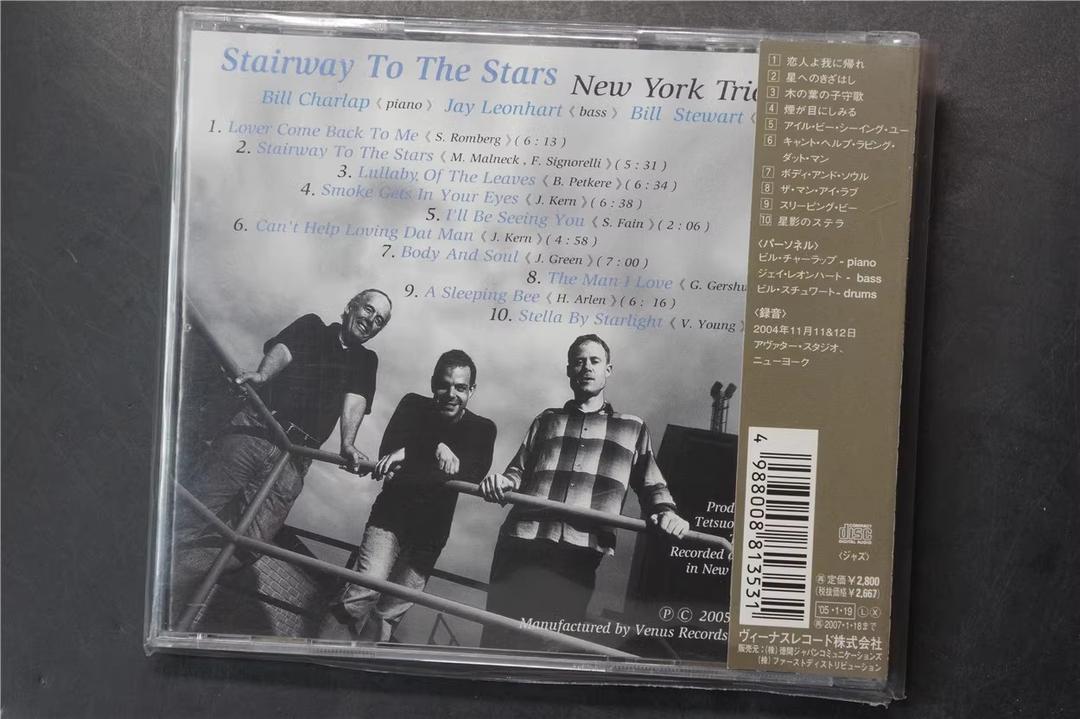 Stairway To The Stars New York Trio
Bill Charlap《piano》 Jay Leonhart《bass》 Bill Stewart《
1. Lover Come Back To Me《S. Romberg》(6:13)
2. Stairway To The Stars《M. Malneck, F. Signorelli》(5:31)
3. Lullaby Of The Leaves《B. Petkere》(6:34)
4. Smoke Gets In Your Eyes《J. Kern》(6:38)
5. I'll Be Seeing You《S. Fain》(2:06)
6. Can't Help Loving Dat Man《J. Kern》(4:58)
7. Body And Soul《J. Green》(7:00)
8. The Man I Love《G. Gershw
9. A Sleeping Bee《H. Arlen》(6:16)
10. Stella By Starlight《V. Young》
Prod
Tetsuo
Recorded a
in New
Ⓟ Ⓒ 2005
Manufactured by Venus Records
1 恋人よ我に帰れ
2 星へのきざはし
3 木の葉の子守歌
4 煙が目にしみる
5 アイル・ビー・シーイング・ユー
6 キャント・ヘルプ・ラビング・
ダット・マン
7 ボディ・アンド・ソウル
8 ザ・マン・アイ・ラブ
9 スリーピング・ビー
10 星影のステラ
〈パーソネル〉
ビル・チャーラップ - piano
ジェイ・レオンハート - bass
ビル・スチュワート - drums
〈録音〉
2004年11月11&12日
アヴァター・スタジオ、
ニューヨーク
4 988008 813531
COMPACT
disc
DIGITAL AUDIO
〈ジャズ〉
㊢定価¥2,800
(税抜価格¥2,667)
'05・1・19 Ⓛ Ⓧ
㊢2007・1・18まで
ヴィーナスレコード株式会社
販売元:(株)徳間ジャパンコミュニケーションズ
(株)ファーストディストリビューション